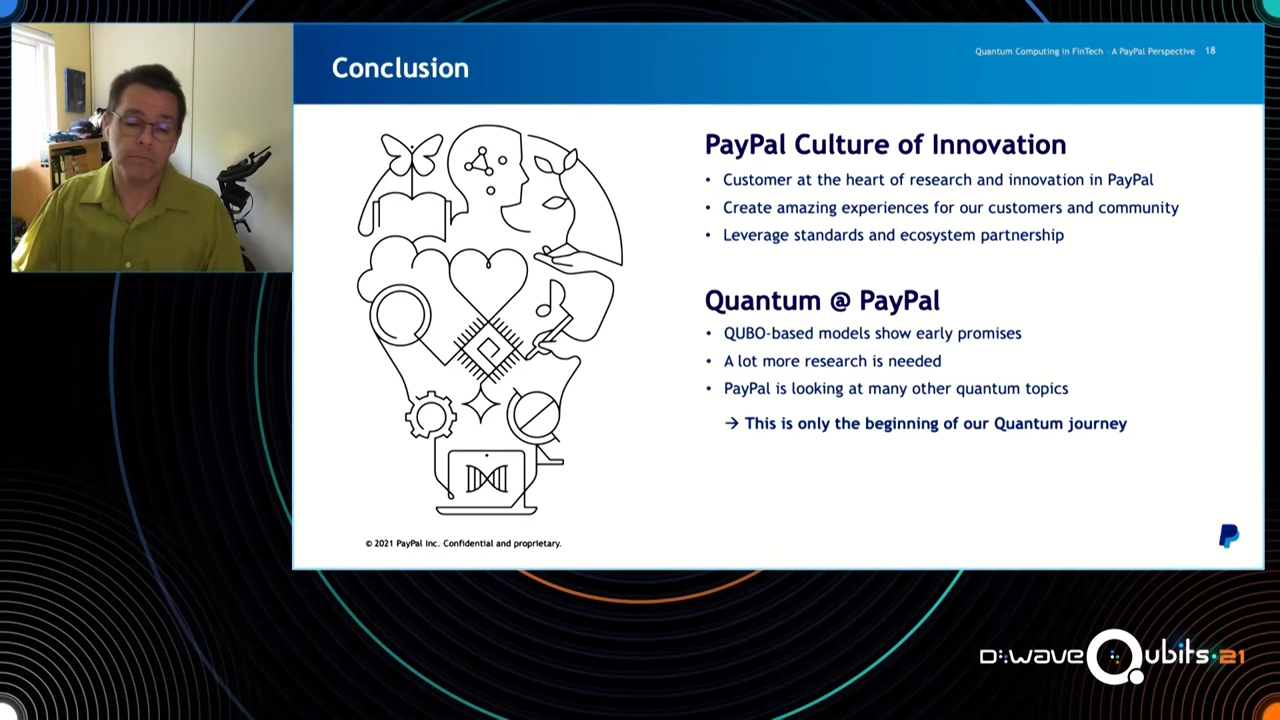 Conclusion
Quantum Computing in FinTech - A PayPal Perspective 18
PayPal Culture of Innovation
• Customer at the heart of research and innovation in PayPal
• Create amazing experiences for our customers and community
• Leverage standards and ecosystem partnership
Quantum @ PayPal
• QUBO-based models show early promises
• A lot more research is needed
• PayPal is looking at many other quantum topics
→ This is only the beginning of our Quantum journey
© 2021 PayPal Inc. Confidential and proprietary.
D:WAVE Qubits·21